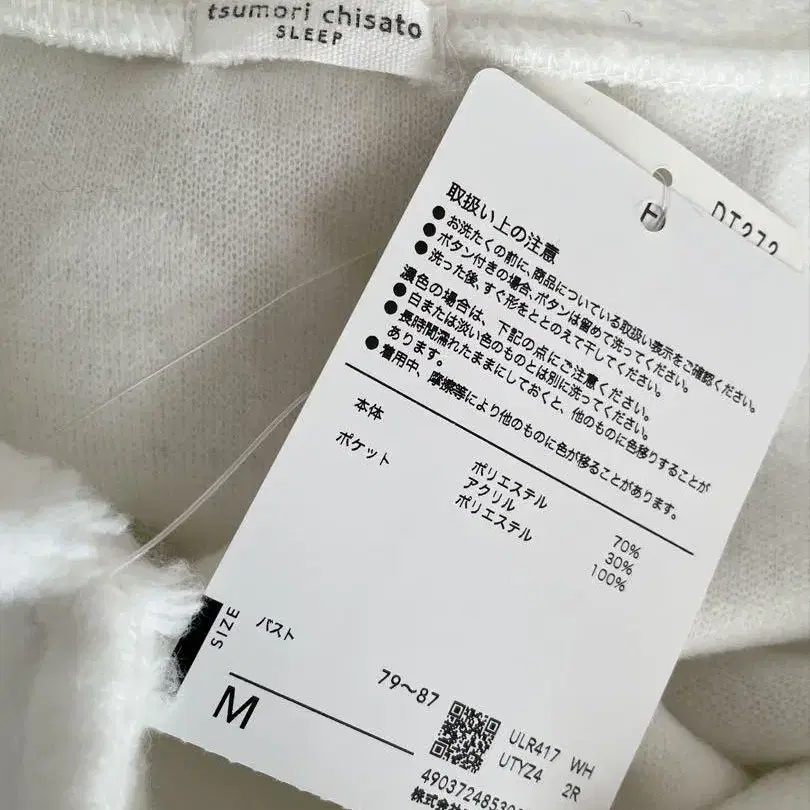 tsumori chisato
SLEEP
取扱い上の注意
●お洗たくの前に、商品についている取扱い表示をご確認ください。
●ボタン付きの場合、ボタンは留めて洗ってください。
●洗った後、すぐ形をととのえて干してください。
濃色の場合は、下記の点にご注意ください。
●白または淡い色のものとは別に洗ってください。
●長時間濡れたままにしておくと、他のものに色移りすることが
あります。
●着用中、摩擦等により他のものに色が移ることがあります。
本体 ポリエステル 70%
アクリル 30%
ポケット ポリエステル 100%
SIZE
バスト 79〜87
M
ULR417 WH
UTYZ4 2R
株式会社